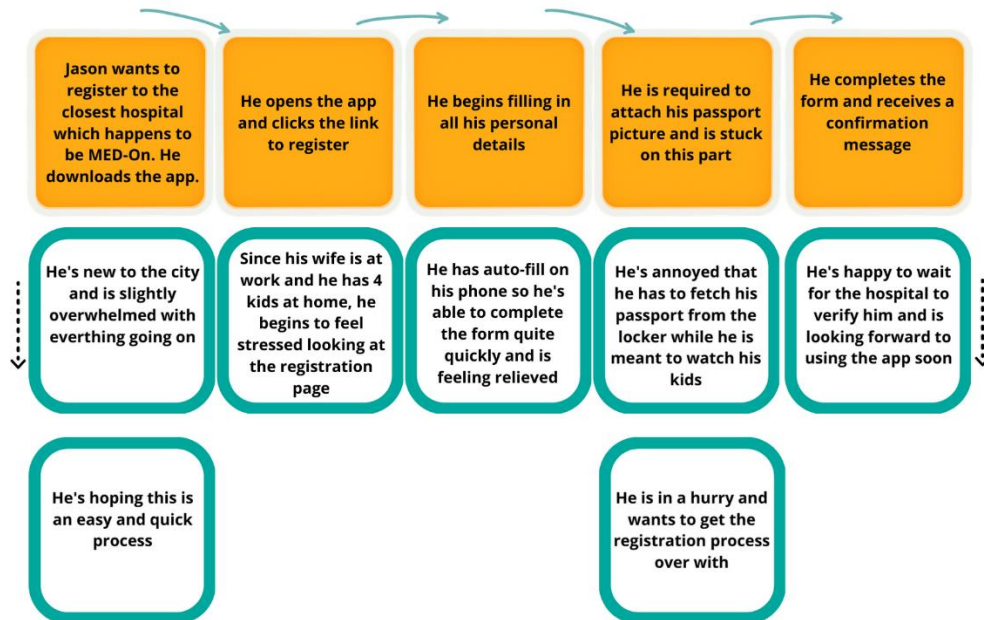 Jason wants to
register to the
closest hospital
which happens to
be MED-On. He
downloads the app.
He opens the app
and clicks the link
to register
He begins filling in
all his personal
details
He is required to
attach his passport
picture and is stuck
on this part
He completes the
form and receives a
confirmation
message
He's new to the city
and is slightly
overwhelmed with
everthing going on
Since his wife is at
work and he has 4
kids at home, he
begins to feel
stressed looking at
the registration
page
He has auto-fill on
his phone so he's
able to complete
the form quite
quickly and is
feeling relieved
He's annoyed that
he has to fetch his
passport from the
locker while he is
meant to watch his
kids
He's happy to wait
for the hospital to
verify him and is
looking forward to
using the app soon
He's hoping this is
an easy and quick
process
He is in a hurry and
wants to get the
registration process
over with